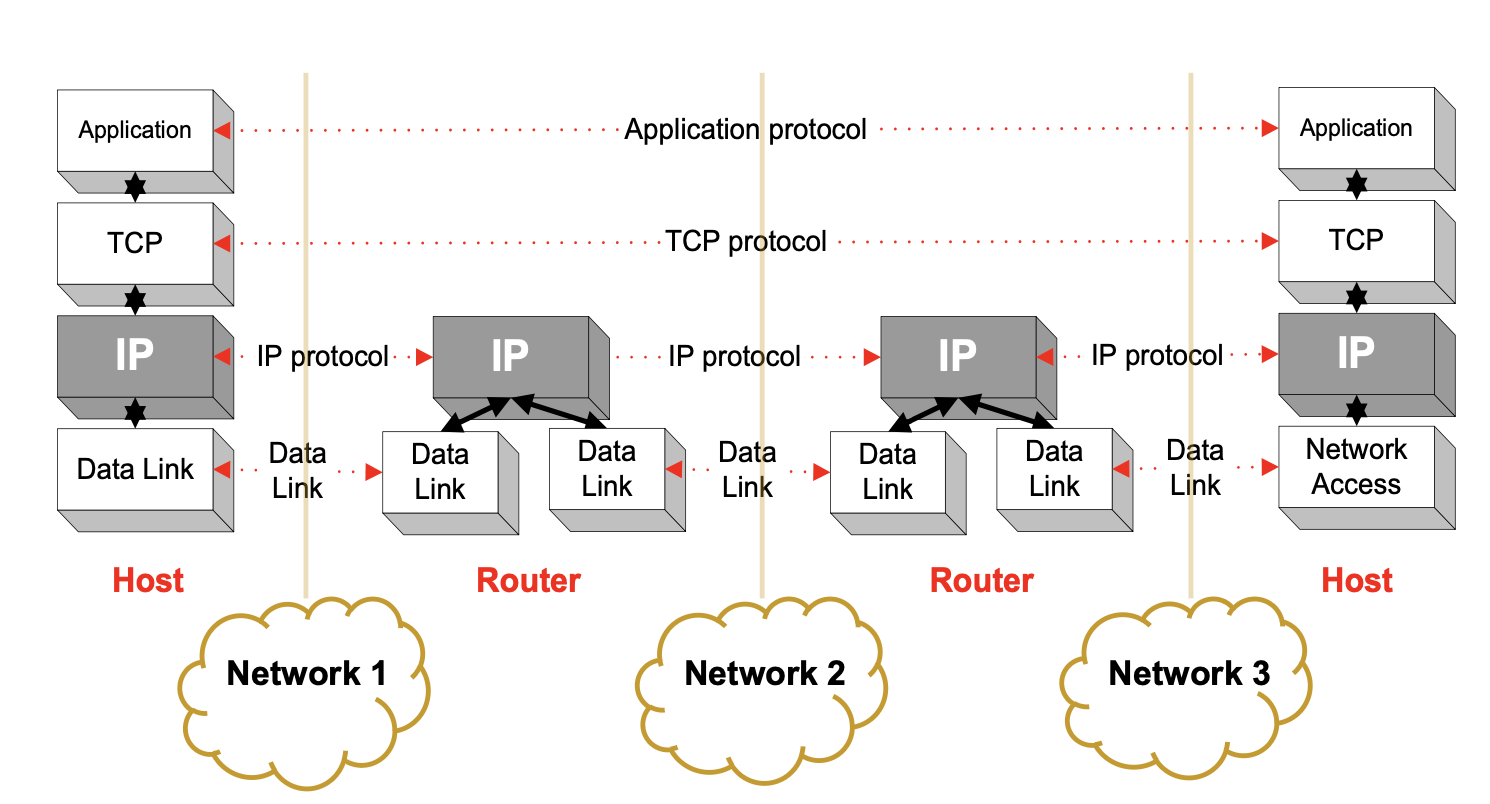 Application
Application protocol
Application
TCP
TCP protocol
TCP
IP
IP protocol
IP
IP protocol
IP
IP protocol
IP
Data Link
Data
Link
Data
Link
Data
Link
Data
Link
Data
Link
Data
Link
Data
Link
Network
Access
Host
Router
Router
Host
Network 1
Network 2
Network 3